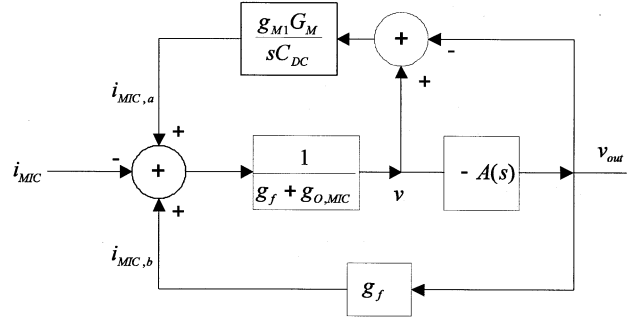 g_{M1}G_M
sC_{DC}
+
-
+
i_{MIC,a}
+
i_{MIC}
-
+
+
1
g_f + g_{O,MIC}
v
- A(s)
v_{out}
i_{MIC,b}
g_f